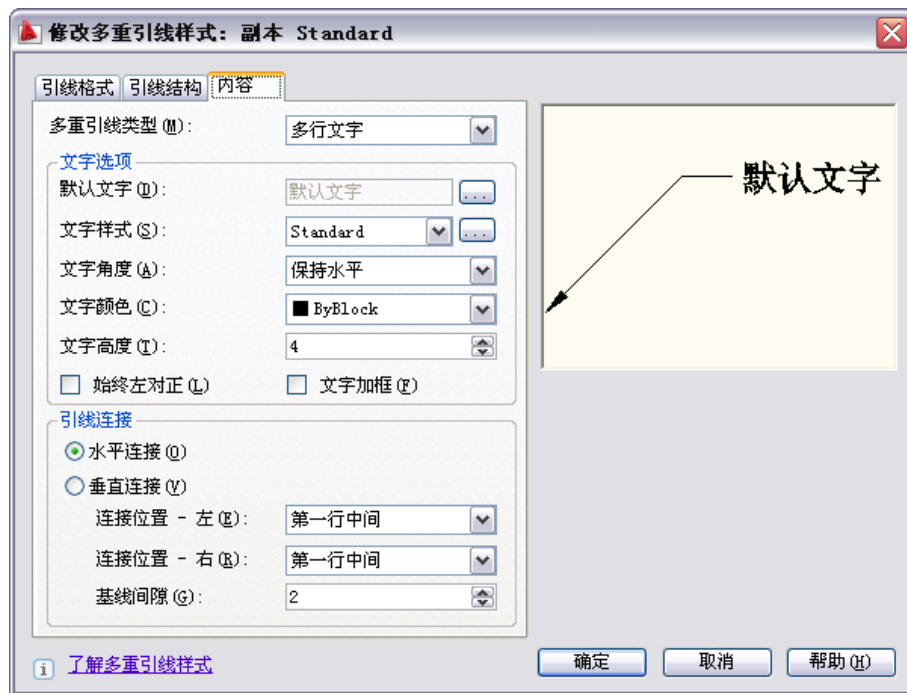 修改多重引线样式: 副本 Standard
引线格式 引线结构 内容
多重引线类型(M): 多行文字
文字选项
默认文字(D): 默认文字 ...
文字样式(S): Standard ...
文字角度(A): 保持水平
文字颜色(C): ByBlock
文字高度(T): 4
始终左对正(L) 文字加框(F)
引线连接
水平连接(O)
垂直连接(V)
连接位置 - 左(E): 第一行中间
连接位置 - 右(R): 第一行中间
基线间隙(G): 2
默认文字
了解多重引线样式
确定 取消 帮助(H)